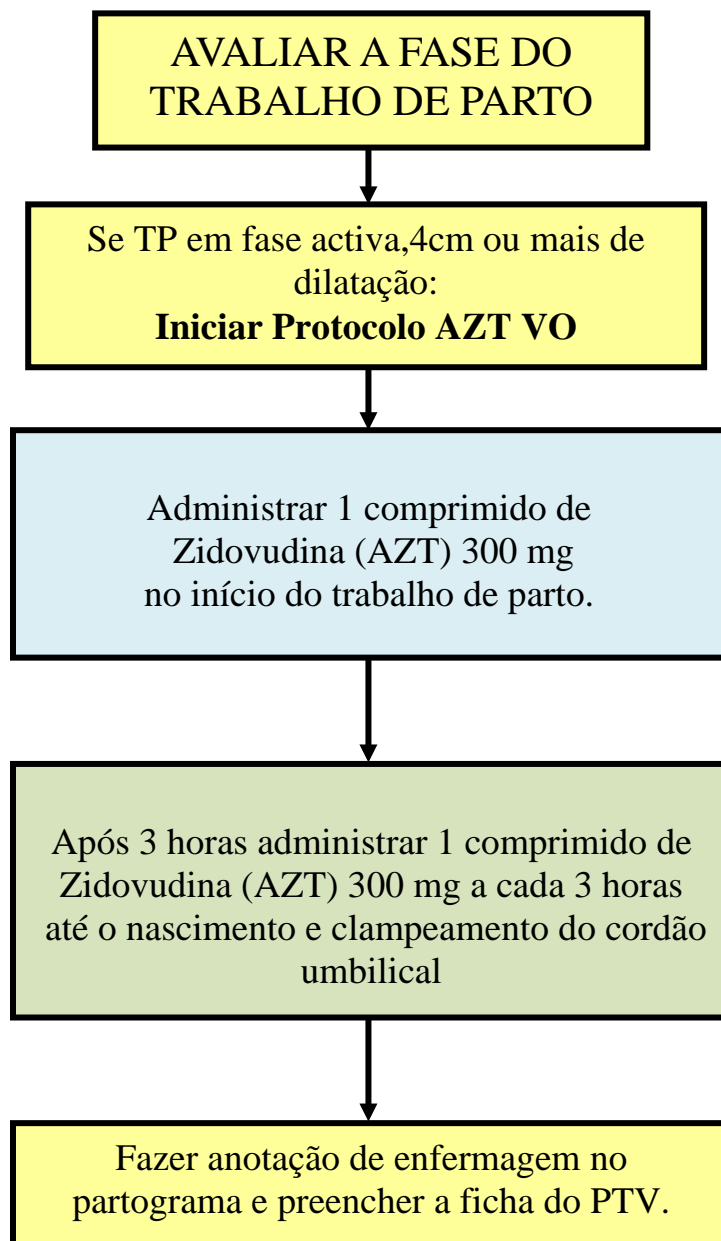 AVALIAR A FASE DO
TRABALHO DE PARTO
Se TP em fase activa,4cm ou mais de
dilatação:
Iniciar Protocolo AZT VO
Administrar 1 comprimido de
Zidovudina (AZT) 300 mg
no início do trabalho de parto.
Após 3 horas administrar 1 comprimido de
Zidovudina (AZT) 300 mg a cada 3 horas
até o nascimento e clampeamento do cordão
umbilical
Fazer anotação de enfermagem no
partograma e preencher a ficha do PTV.